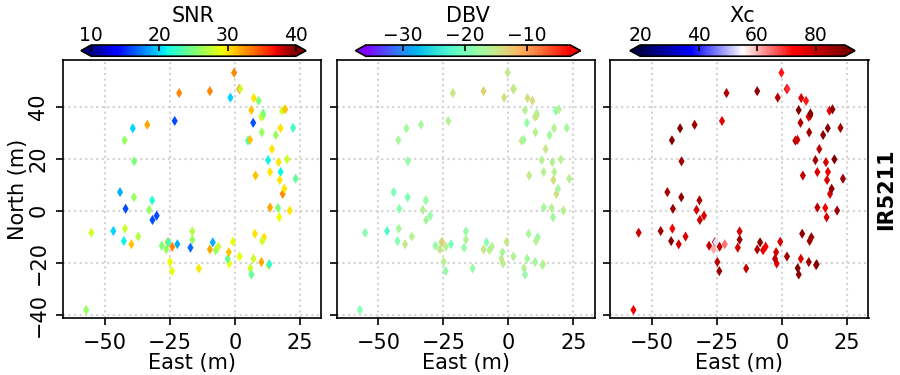 SNR DBV Xc
10 20 30 40 −30 −20 −10 20 40 60 80
40
20
0
−20
−40
North (m)
IR5211
−50 −25 0 25 −50 −25 0 25 −50 −25 0 25
East (m) East (m) East (m)